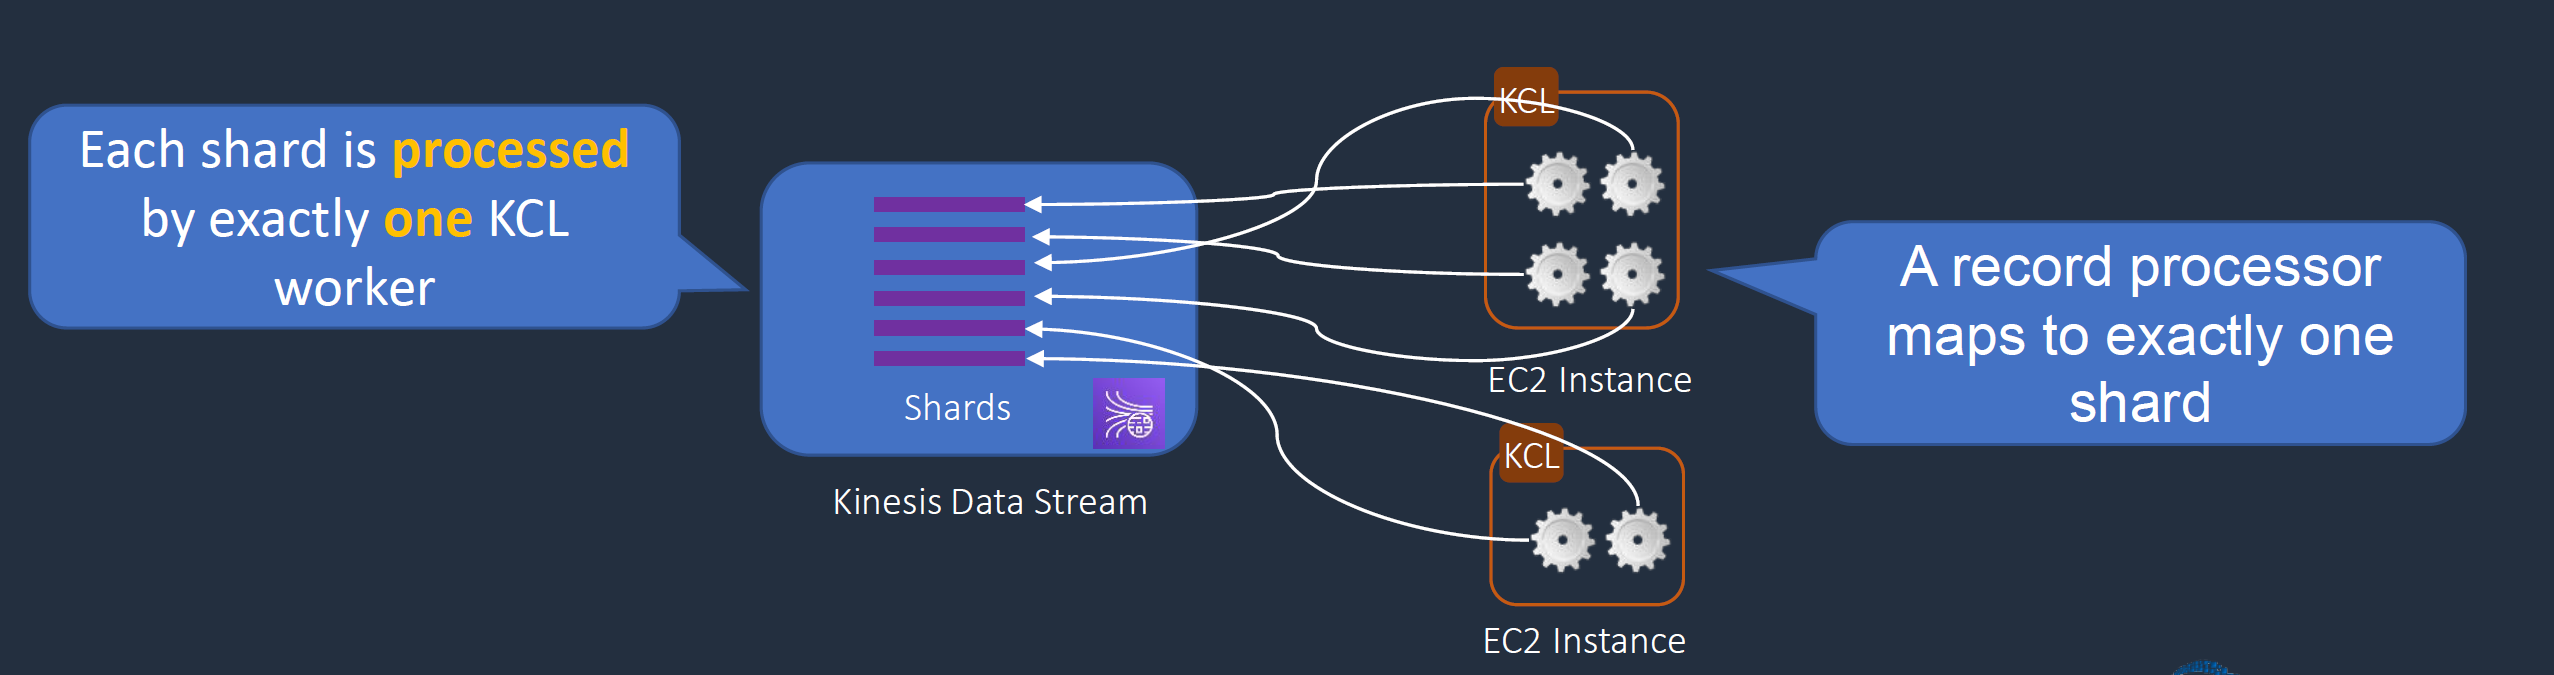 Each shard is processed
by exactly one KCL
worker
Shards
Kinesis Data Stream
KCL
EC2 Instance
KCL
EC2 Instance
A record processor
maps to exactly one
shard